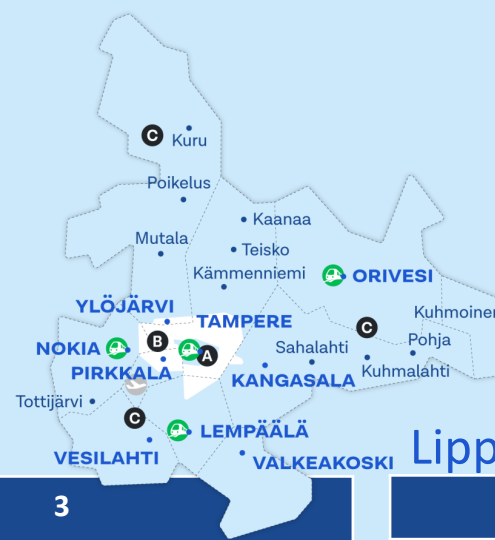 C
Kuru
Poikelus
Kaanaa
Mutala
Teisko
Kämmenniemi
ORIVESI
YLÖJÄRVI
Kuhmoinen
TAMPERE
C
B
NOKIA
A
Sahalahti
Pohja
PIRKKALA
KANGASALA
Kuhmalahti
Tottijärvi
C
LEMPÄÄLÄ
Lipp
VESILAHTI
VALKEAKOSKI
3